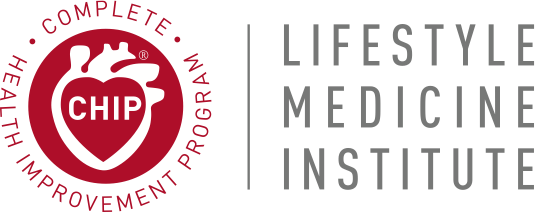 • COMPLETE •
HEALTH IMPROVEMENT PROGRAM
®
CHIP
LIFESTYLE
MEDICINE
INSTITUTE